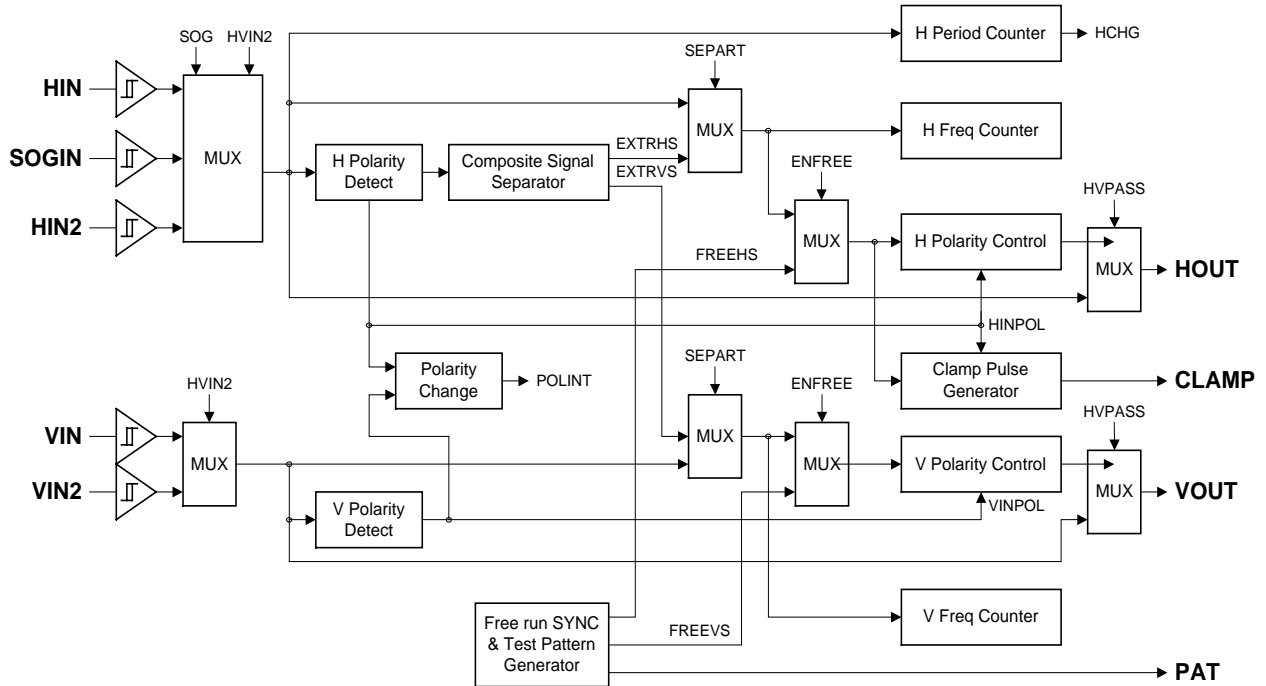 H Period Counter
HCHG
SOG
HVIN2
SEPART
HIN
MUX
H Freq Counter
MUX
SOGIN
EXTRHS
MUX
H Polarity
Detect
Composite Signal
Separator
EXTRVS
ENFREE
HIN2
HVPASS
MUX
H Polarity Control
FREEHS
MUX
HOUT
HINPOL
SEPART
HVIN2
Polarity
Change
POLINT
ENFREE
Clamp Pulse
Generator
CLAMP
HVPASS
VIN
MUX
MUX
MUX
V Polarity Control
VIN2
MUX
VOUT
V Polarity
Detect
VINPOL
Free run SYNC
& Test Pattern
Generator
FREEVS
V Freq Counter
PAT